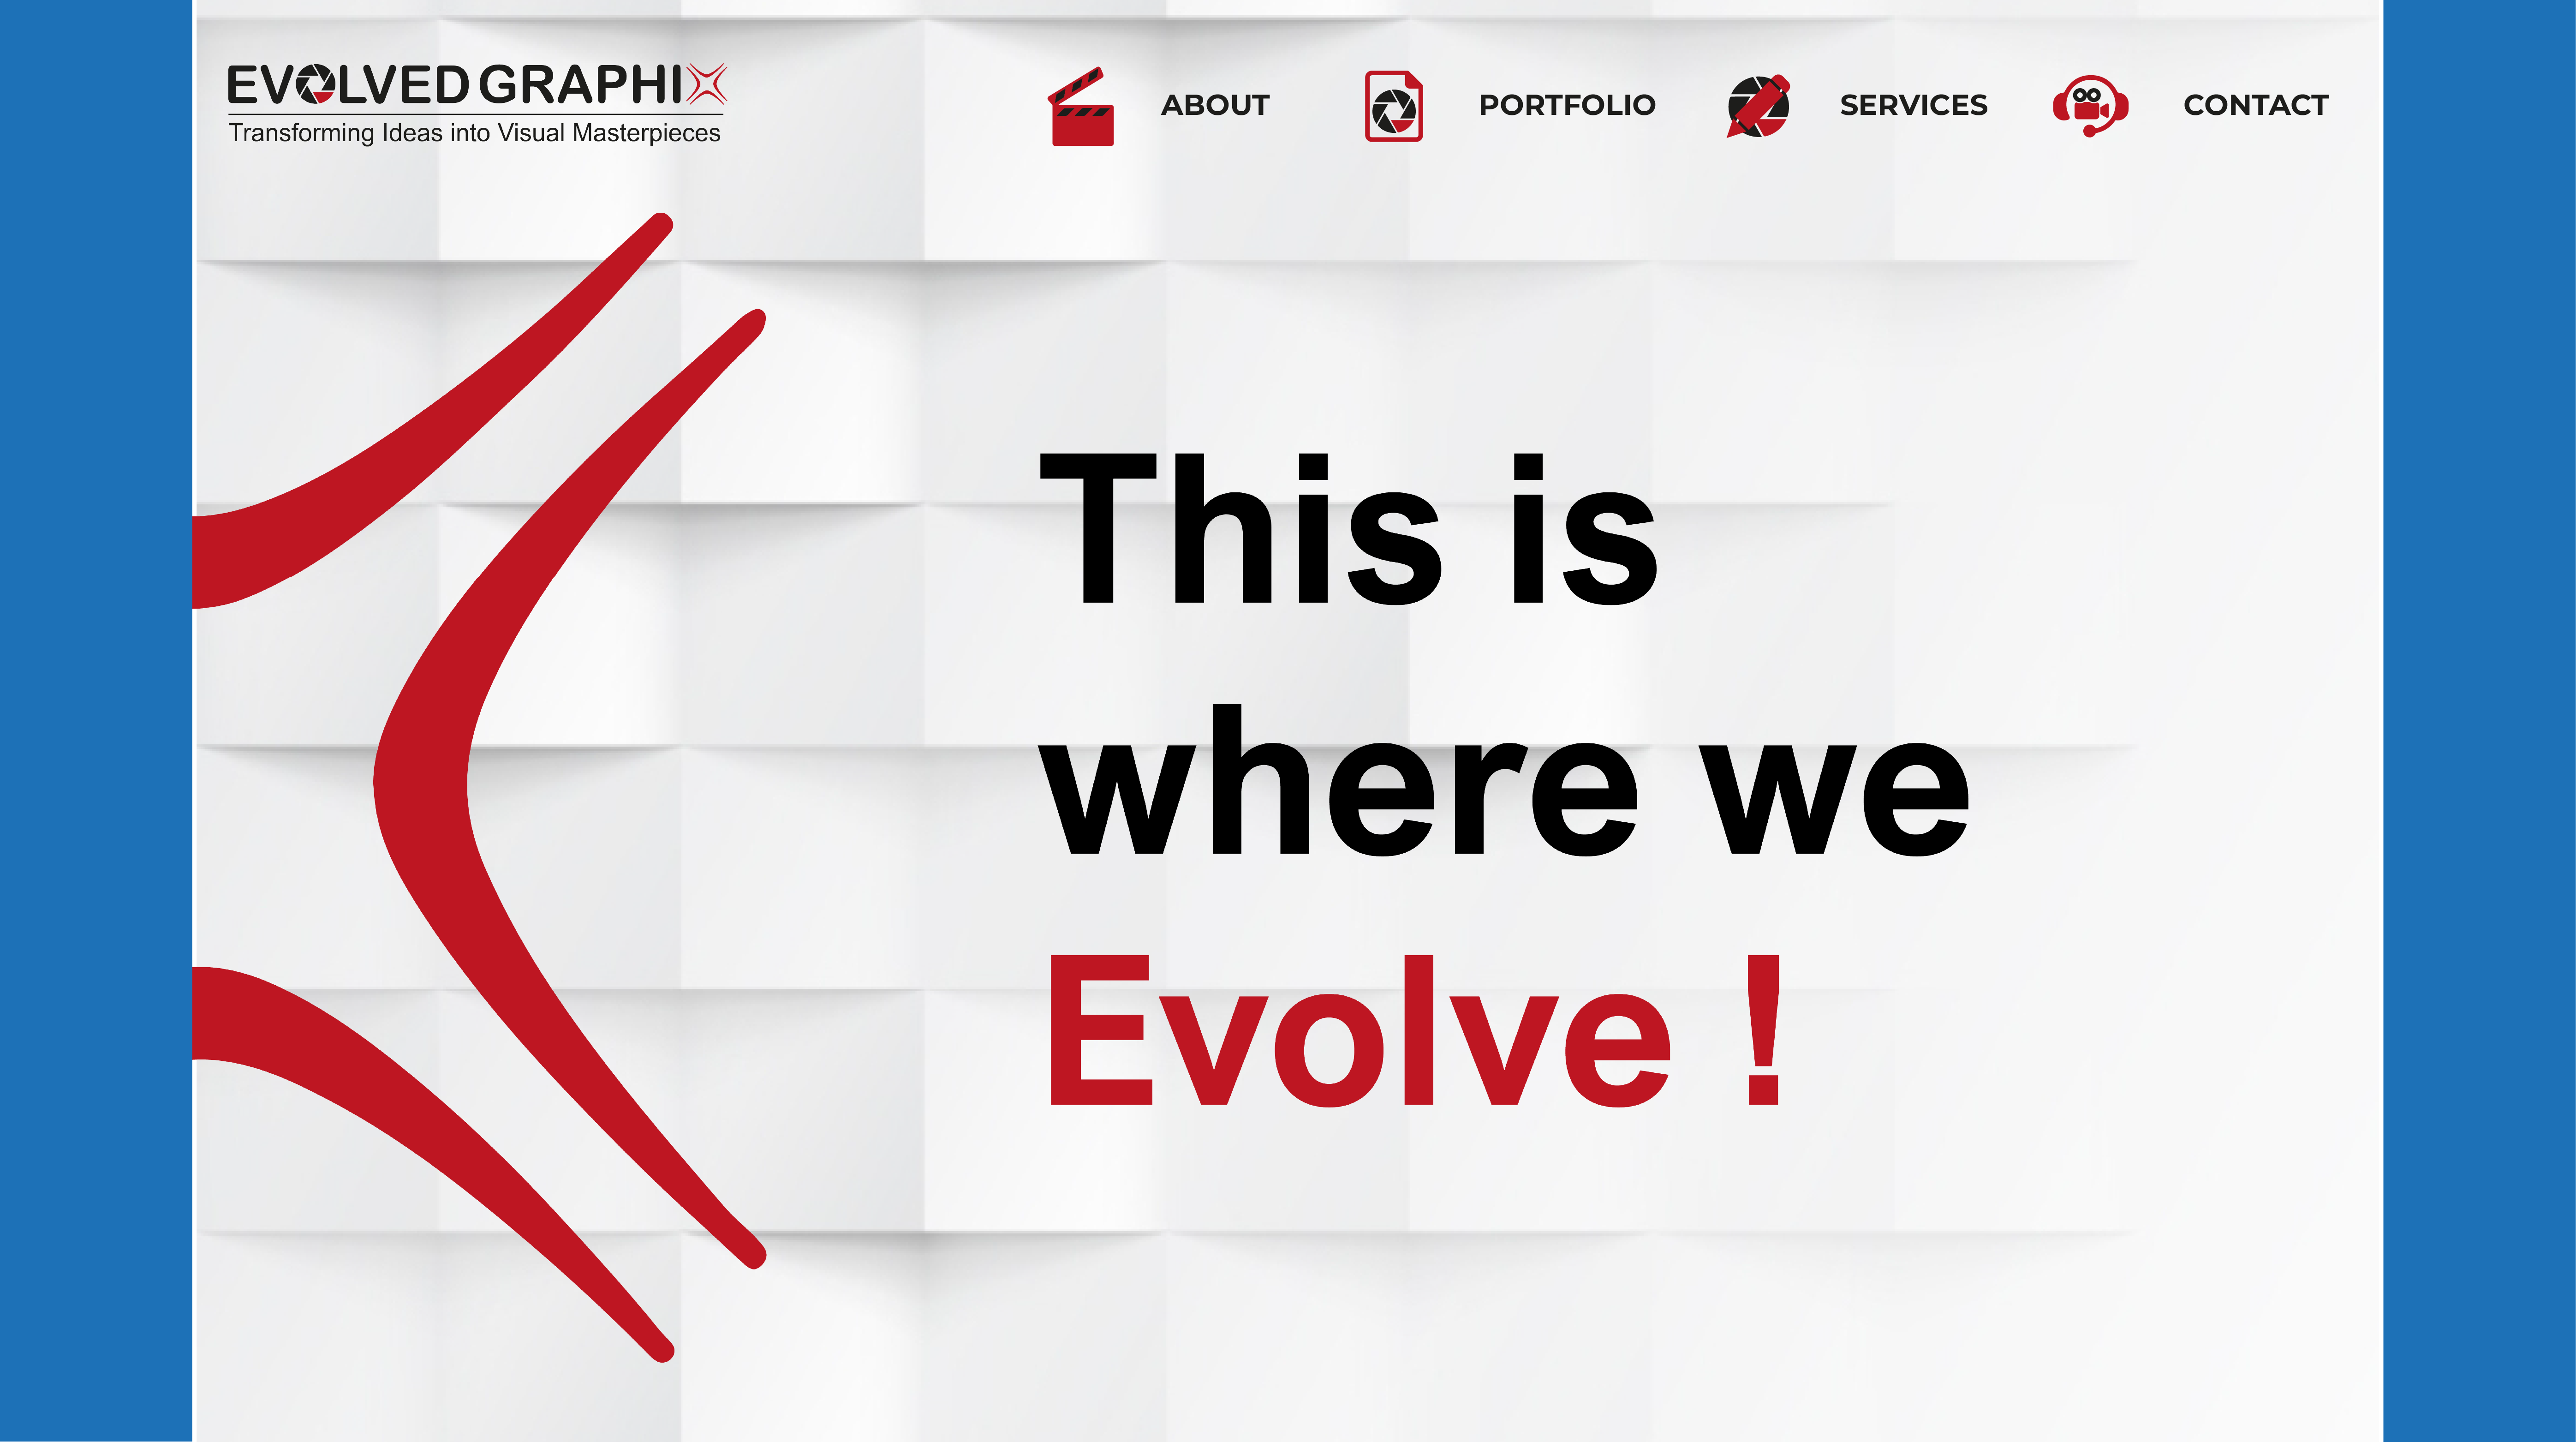 EVOLVED GRAPHIX
Transforming Ideas into Visual Masterpieces
ABOUT
PORTFOLIO
SERVICES
CONTACT
This is
where we
Evolve !